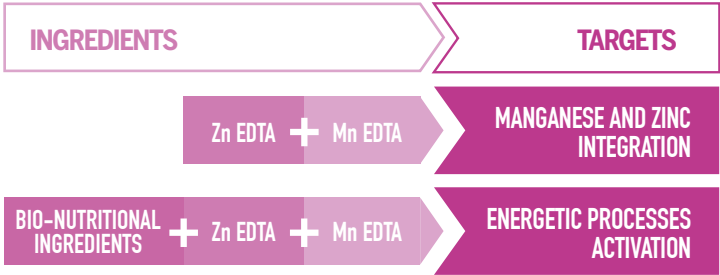 INGREDIENTS TARGETS
Zn EDTA + Mn EDTA MANGANESE AND ZINC
INTEGRATION
BIO-NUTRITIONAL
INGREDIENTS + Zn EDTA + Mn EDTA ENERGETIC PROCESSES
ACTIVATION